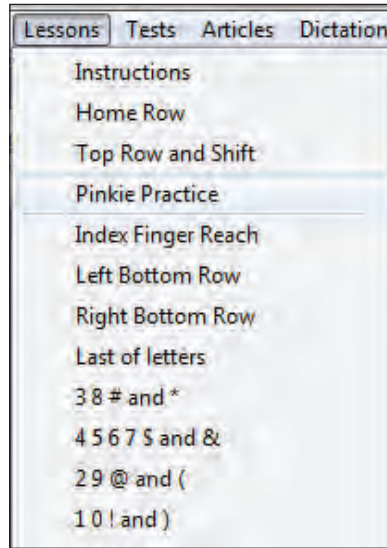 Lessons Tests Articles Dictation
Instructions
Home Row
Top Row and Shift
Pinkie Practice
Index Finger Reach
Left Bottom Row
Right Bottom Row
Last of letters
3 8 # and *
4 5 6 7 $ and &
2 9 @ and (
1 0 ! and )